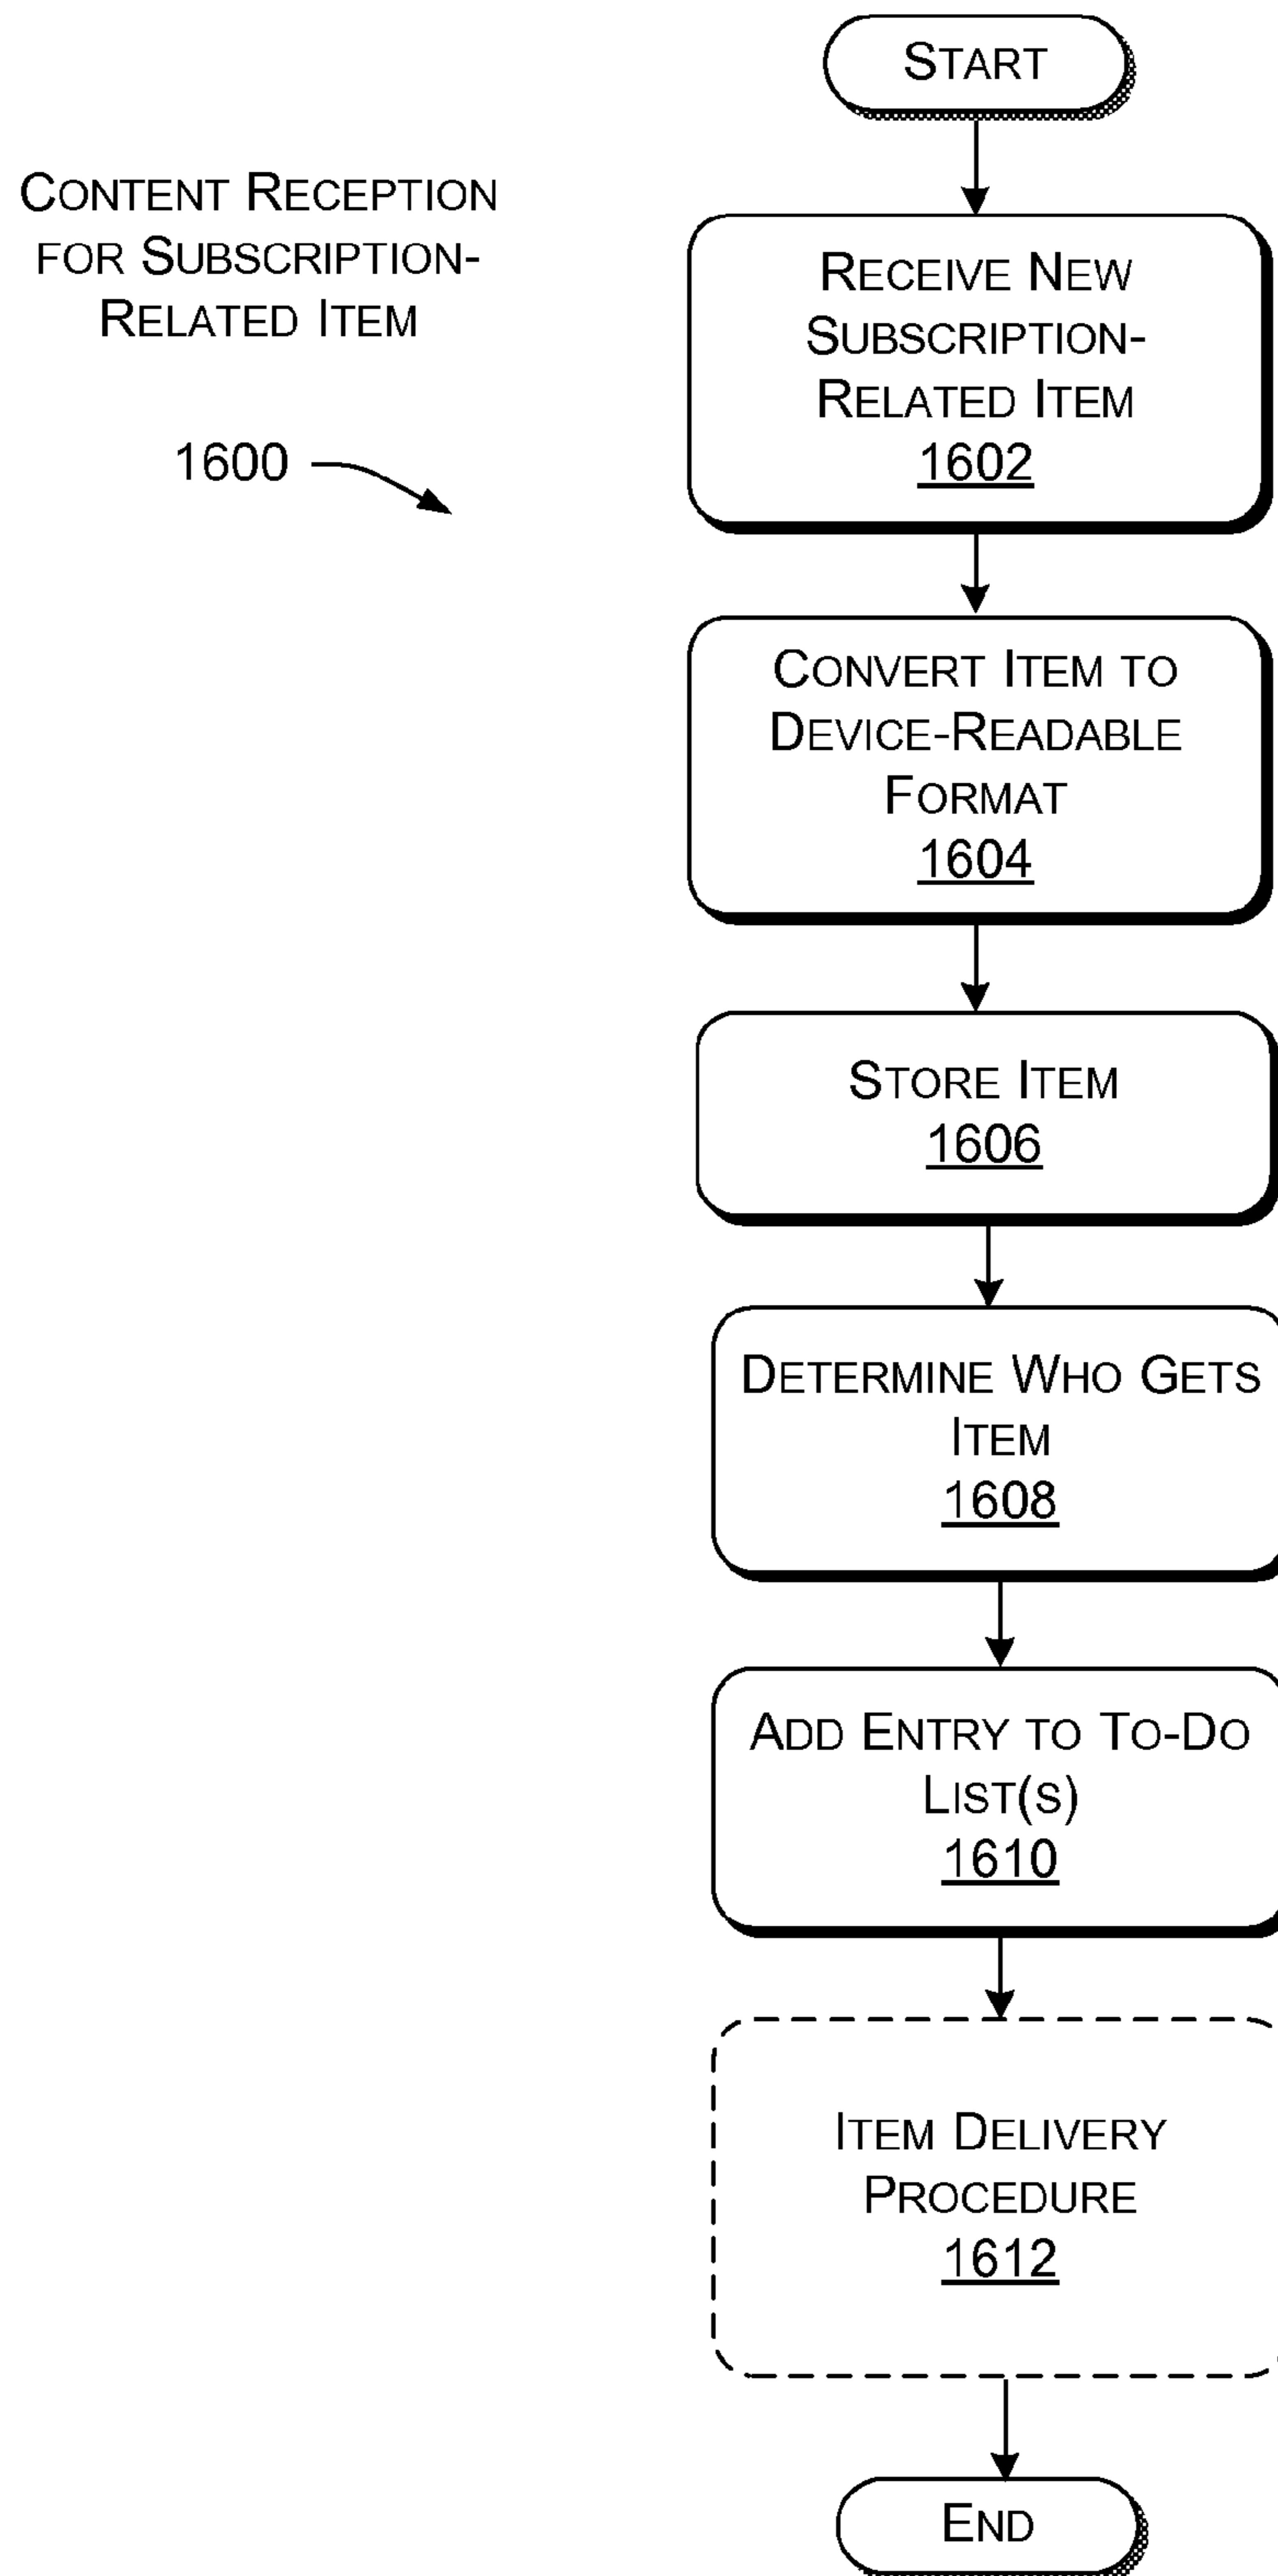 START
CONTENT RECEPTION
FOR SUBSCRIPTION-
RELATED ITEM
1600
RECEIVE NEW
SUBSCRIPTION-
RELATED ITEM
1602
CONVERT ITEM TO
DEVICE-READABLE
FORMAT
1604
STORE ITEM
1606
DETERMINE WHO GETS
ITEM
1608
ADD ENTRY TO TO-DO
LIST(S)
1610
ITEM DELIVERY
PROCEDURE
1612
END